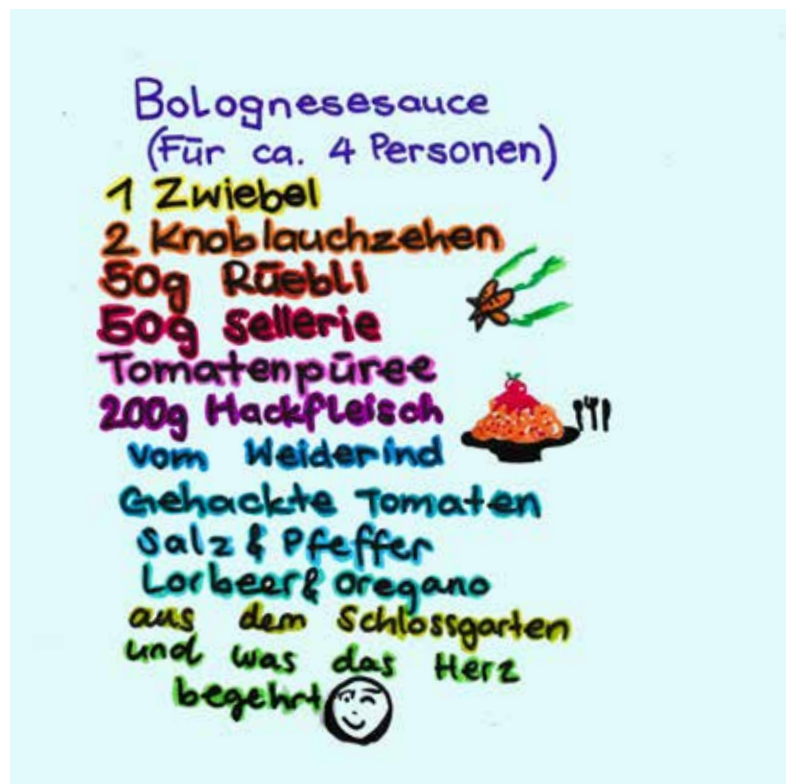 Bolognesesauce
(Für ca. 4 Personen)
1 Zwiebel
2 Knoblauchzehen
50g Rüebli
50g Sellerie
Tomatenpüree
200g Hackfleisch
vom Weiderind
Gehackte Tomaten
Salz & Pfeffer
Lorbeer & Oregano
aus dem Schlossgarten
und was das Herz
begehrt